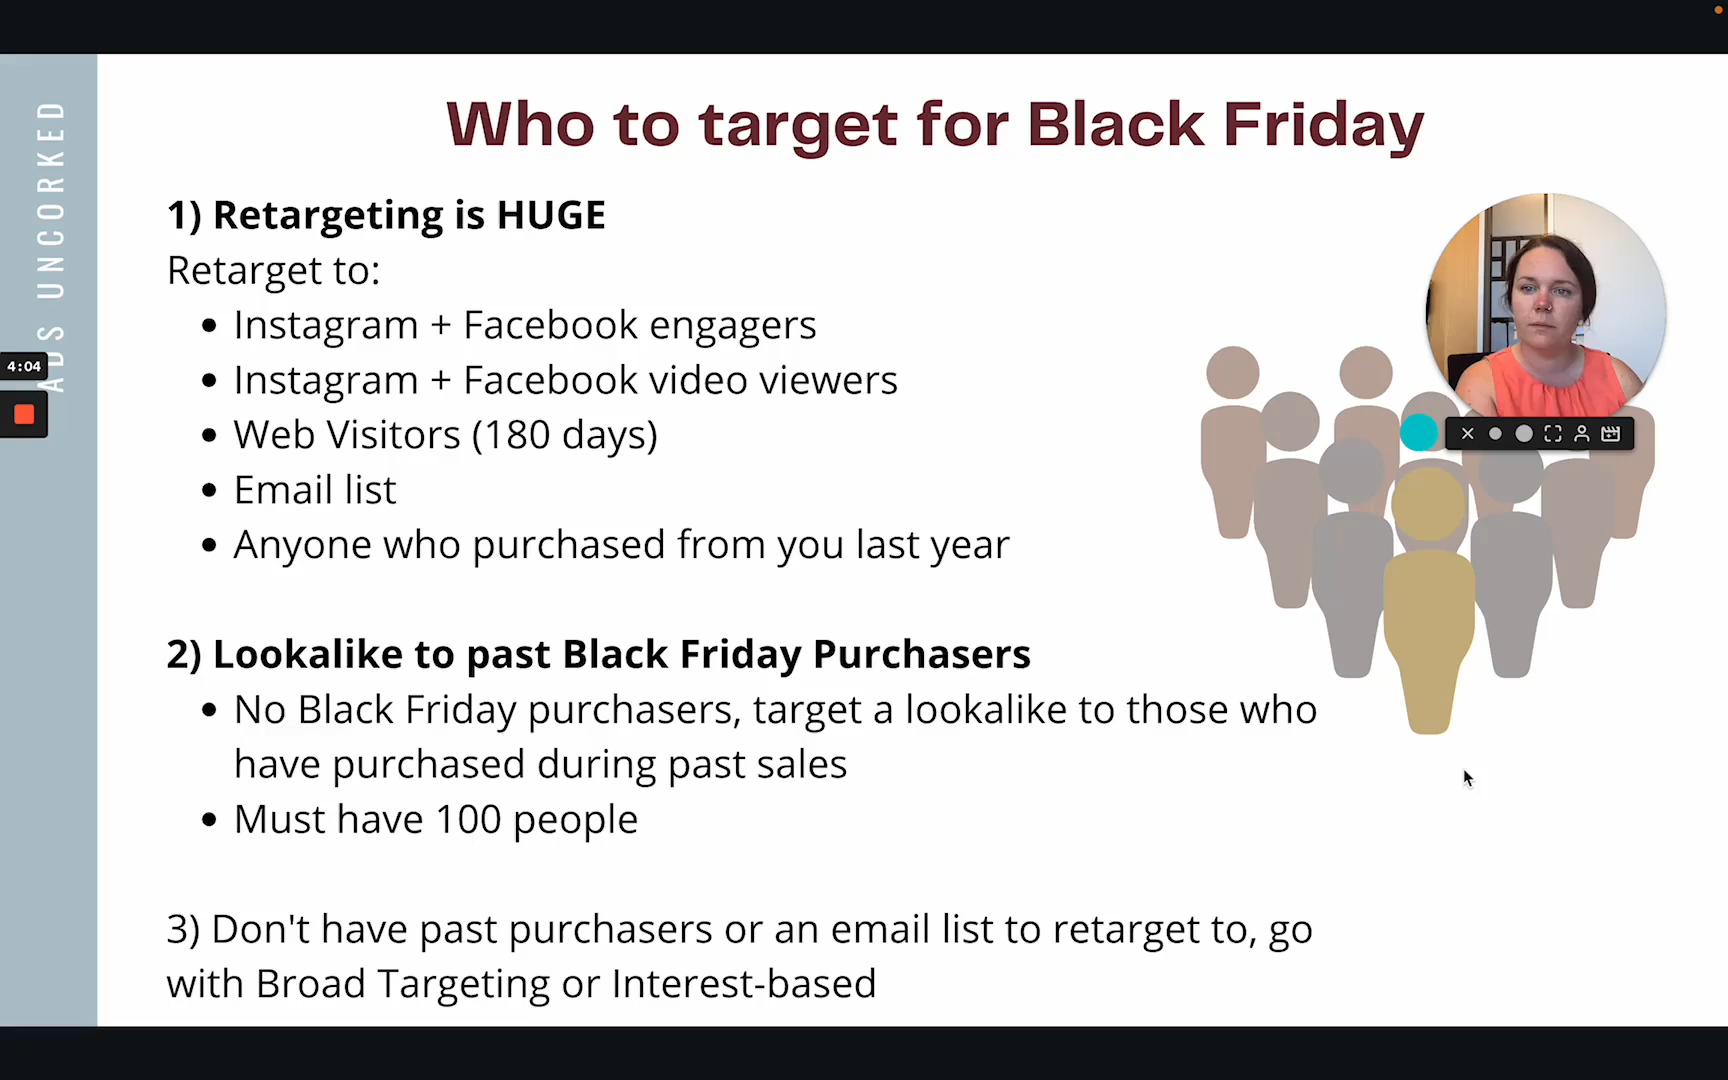 Who to target for Black Friday
ADS UNCORKED
1) Retargeting is HUGE
Retarget to:
• Instagram + Facebook engagers
• Instagram + Facebook video viewers
• Web Visitors (180 days)
• Email list
• Anyone who purchased from you last year
4:04
2) Lookalike to past Black Friday Purchasers
• No Black Friday purchasers, target a lookalike to those who
have purchased during past sales
• Must have 100 people
3) Don't have past purchasers or an email list to retarget to, go
with Broad Targeting or Interest-based